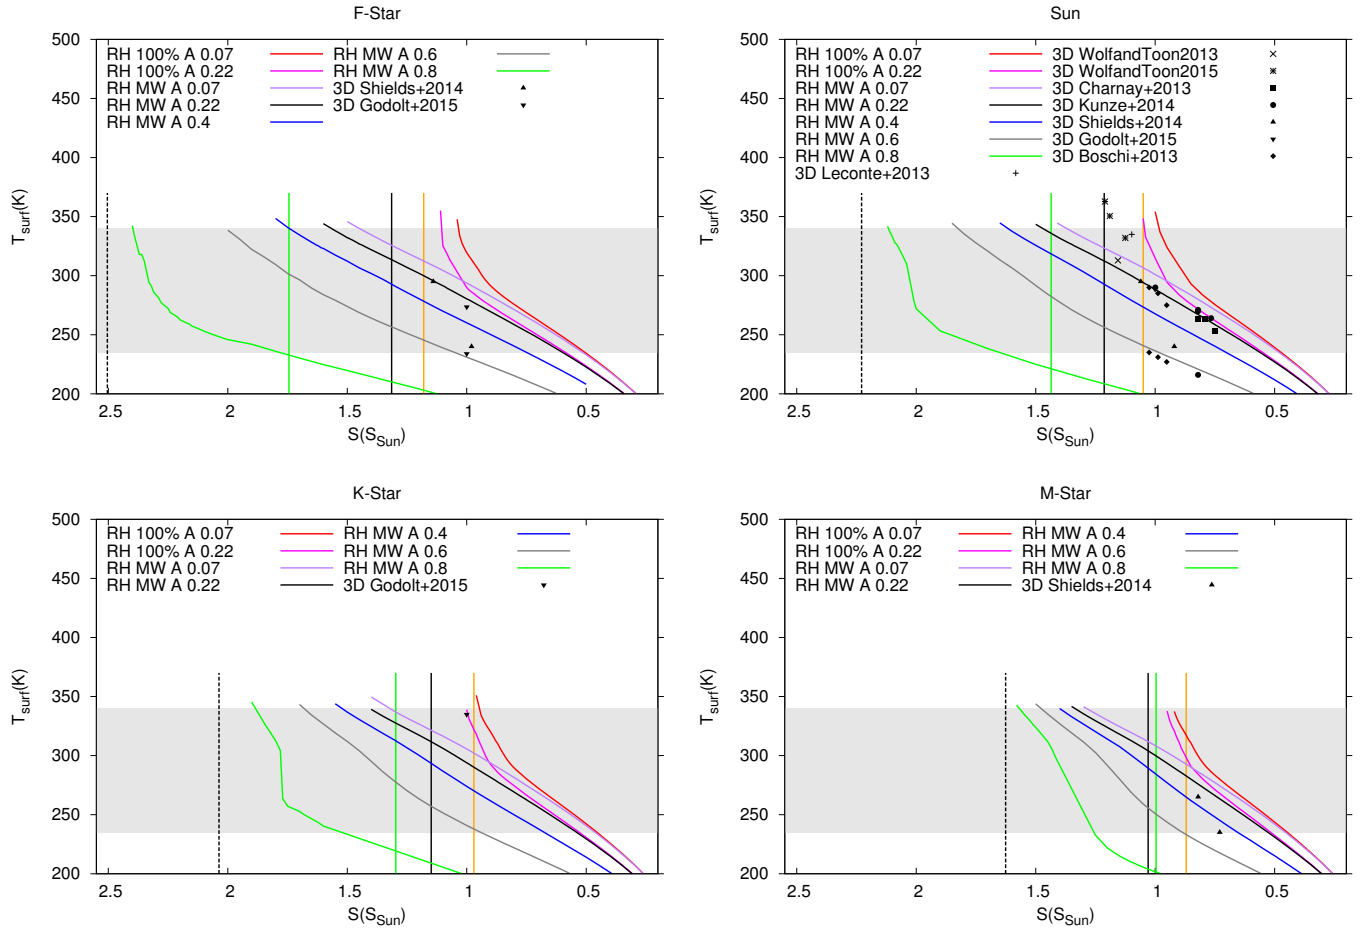 F-Star
500
450
400
350
300
250
200
T_surf(K)
RH 100% A 0.07
RH 100% A 0.22
RH MW A 0.07
RH MW A 0.22
RH MW A 0.4
RH MW A 0.6
RH MW A 0.8
3D Shields+2014
3D Godolt+2015
2.5 2 1.5 1 0.5
S(S_Sun)
Sun
500
450
400
350
300
250
200
T_surf(K)
RH 100% A 0.07
RH 100% A 0.22
RH MW A 0.07
RH MW A 0.22
RH MW A 0.4
RH MW A 0.6
RH MW A 0.8
3D Leconte+2013
3D WolfandToon2013
3D WolfandToon2015
3D Charnay+2013
3D Kunze+2014
3D Shields+2014
3D Godolt+2015
3D Boschi+2013
2.5 2 1.5 1 0.5
S(S_Sun)
K-Star
500
450
400
350
300
250
200
T_surf(K)
RH 100% A 0.07
RH 100% A 0.22
RH MW A 0.07
RH MW A 0.22
RH MW A 0.4
RH MW A 0.6
RH MW A 0.8
3D Godolt+2015
2.5 2 1.5 1 0.5
S(S_Sun)
M-Star
500
450
400
350
300
250
200
T_surf(K)
RH 100% A 0.07
RH 100% A 0.22
RH MW A 0.07
RH MW A 0.22
RH MW A 0.4
RH MW A 0.6
RH MW A 0.8
3D Shields+2014
2.5 2 1.5 1 0.5
S(S_Sun)